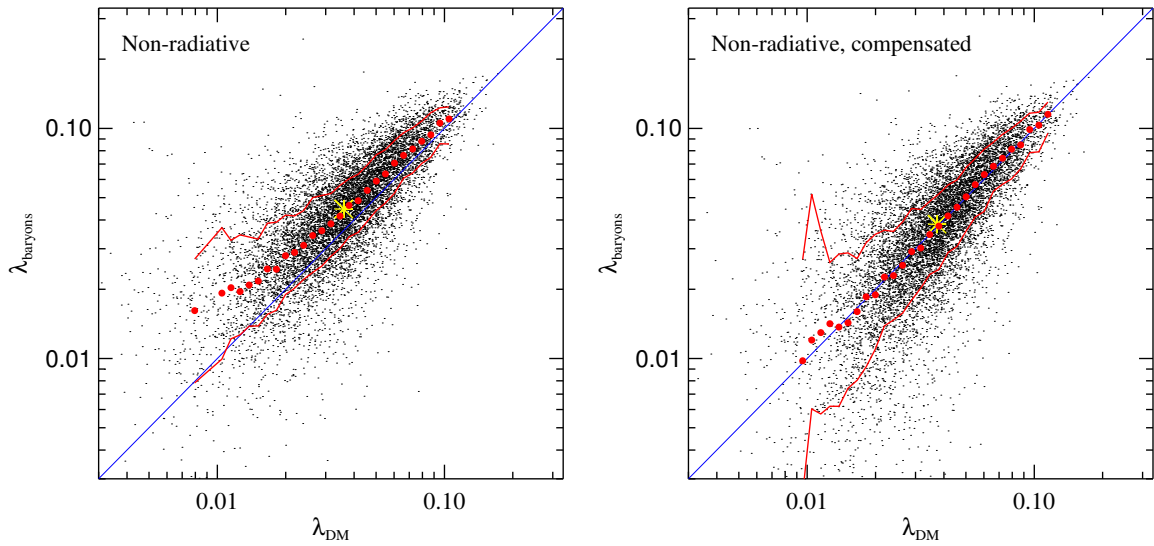 Non-radiative
0.10
0.01
λbaryons
0.01
0.10
λDM
Non-radiative, compensated
0.10
0.01
λbaryons
0.01
0.10
λDM